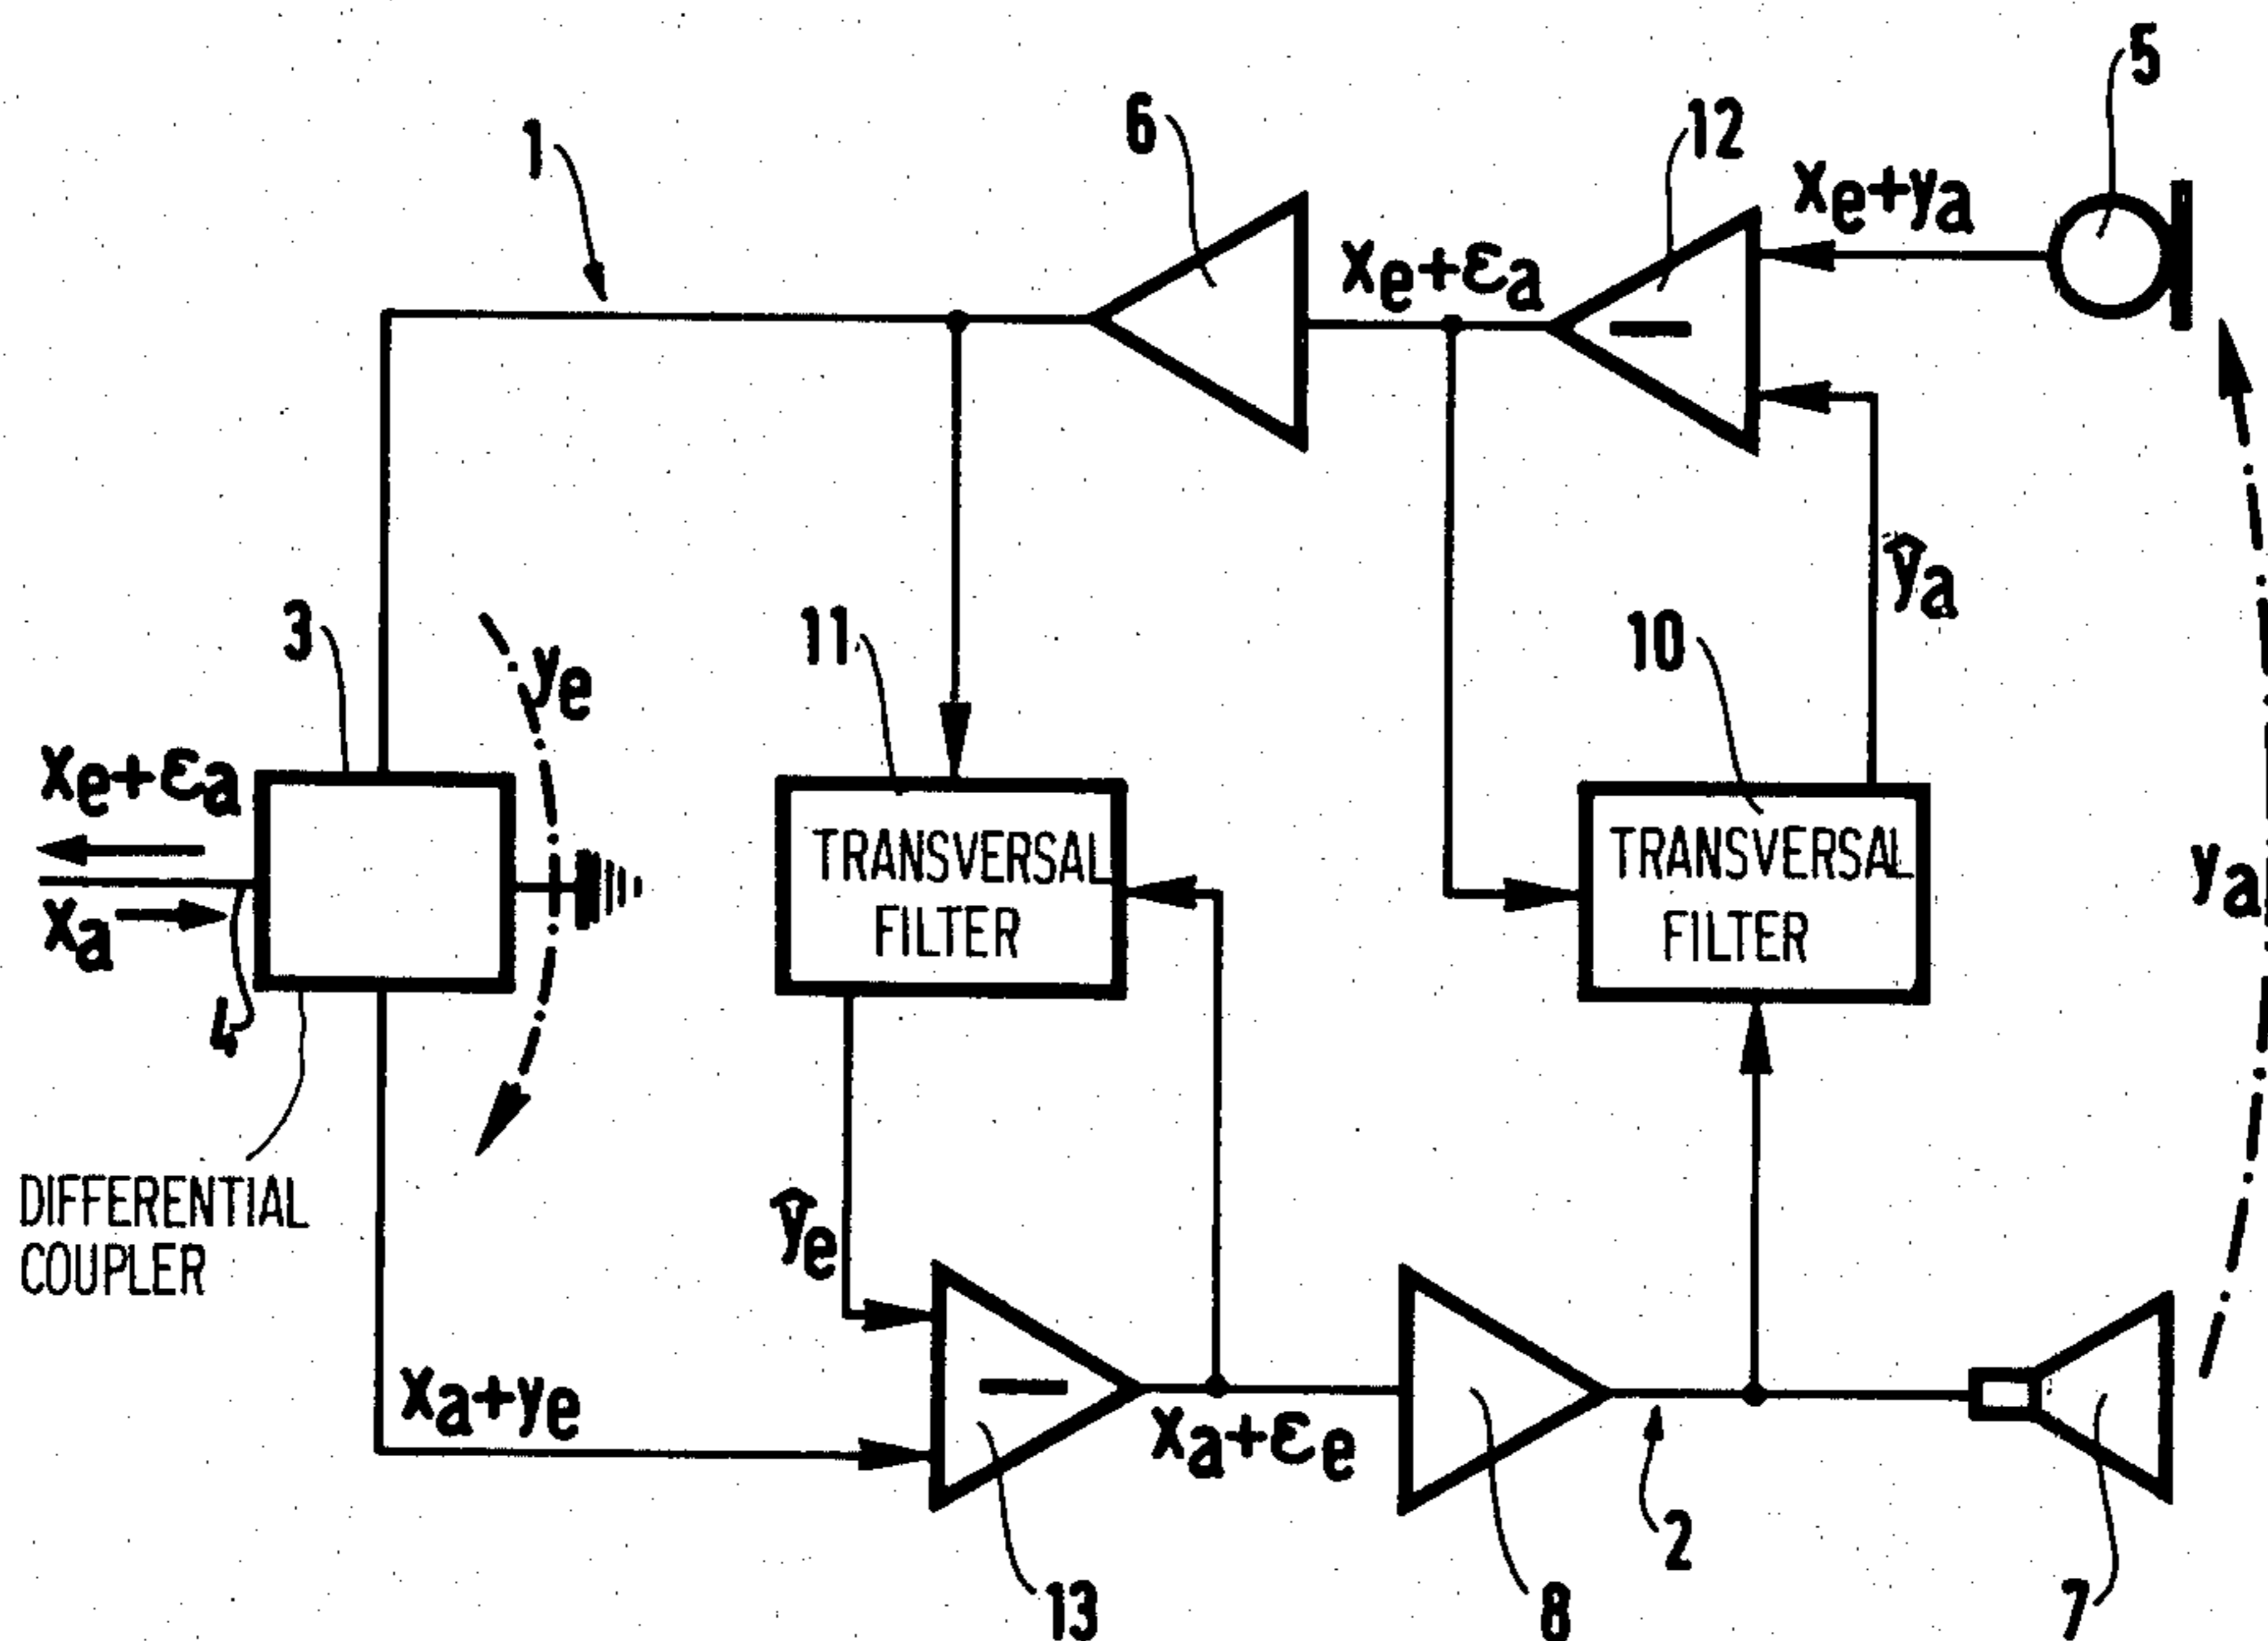 5
6
12
1
xe+ya
xe+εa
ŷa
3
11
10
ye
xe+εa
TRANSVERSAL
FILTER
TRANSVERSAL
FILTER
ya
xa
4
DIFFERENTIAL
COUPLER
ŷe
xa+ye
xa+εe
2
13
8
7